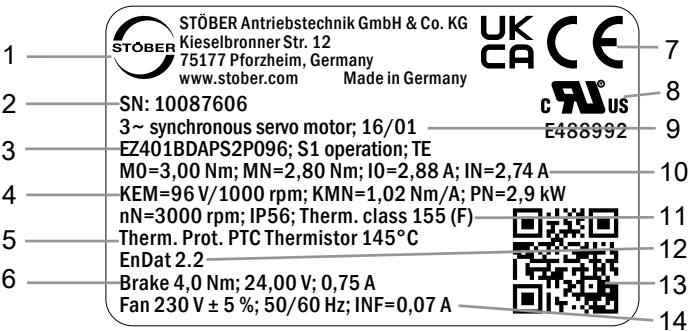 STÖBER Antriebstechnik GmbH & Co. KG
Kieselbronner Str. 12
75177 Pforzheim, Germany
www.stober.com Made in Germany
STÖBER
UK
CA
CE
SN: 10087606
c RU US
E488992
3~ synchronous servo motor; 16/01
EZ401BDAPS2P096; S1 operation; TE
M0=3,00 Nm; MN=2,80 Nm; I0=2,88 A; IN=2,74 A
KEM=96 V/1000 rpm; KMN=1,02 Nm/A; PN=2,9 kW
nN=3000 rpm; IP56; Therm. class 155 (F)
Therm. Prot. PTC Thermistor 145°C
EnDat 2.2
Brake 4,0 Nm; 24,00 V; 0,75 A
Fan 230 V ± 5 %; 50/60 Hz; INF=0,07 A
1
2
3
4
5
6
7
8
9
10
11
12
13
14